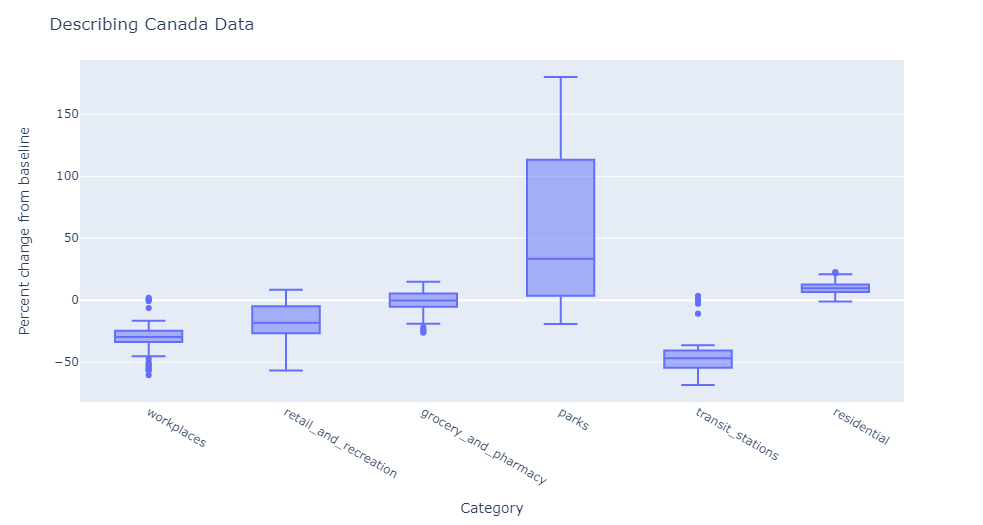 Describing Canada Data
Percent change from baseline
150
100
50
0
−50
workplaces
retail_and_recreation
grocery_and_pharmacy
parks
transit_stations
residential
Category